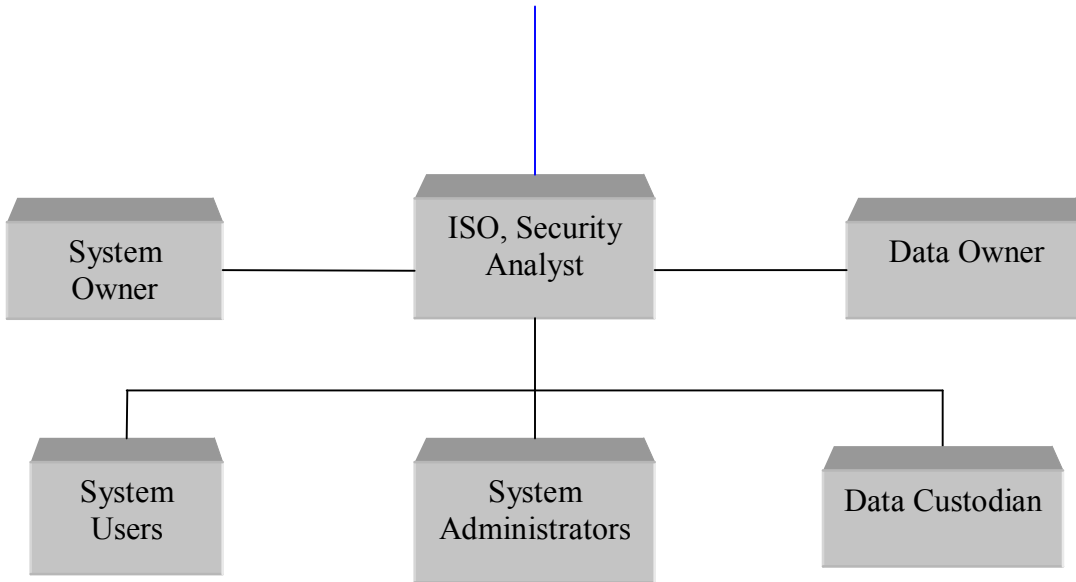 System
Owner
ISO, Security
Analyst
Data Owner
System
Users
System
Administrators
Data Custodian